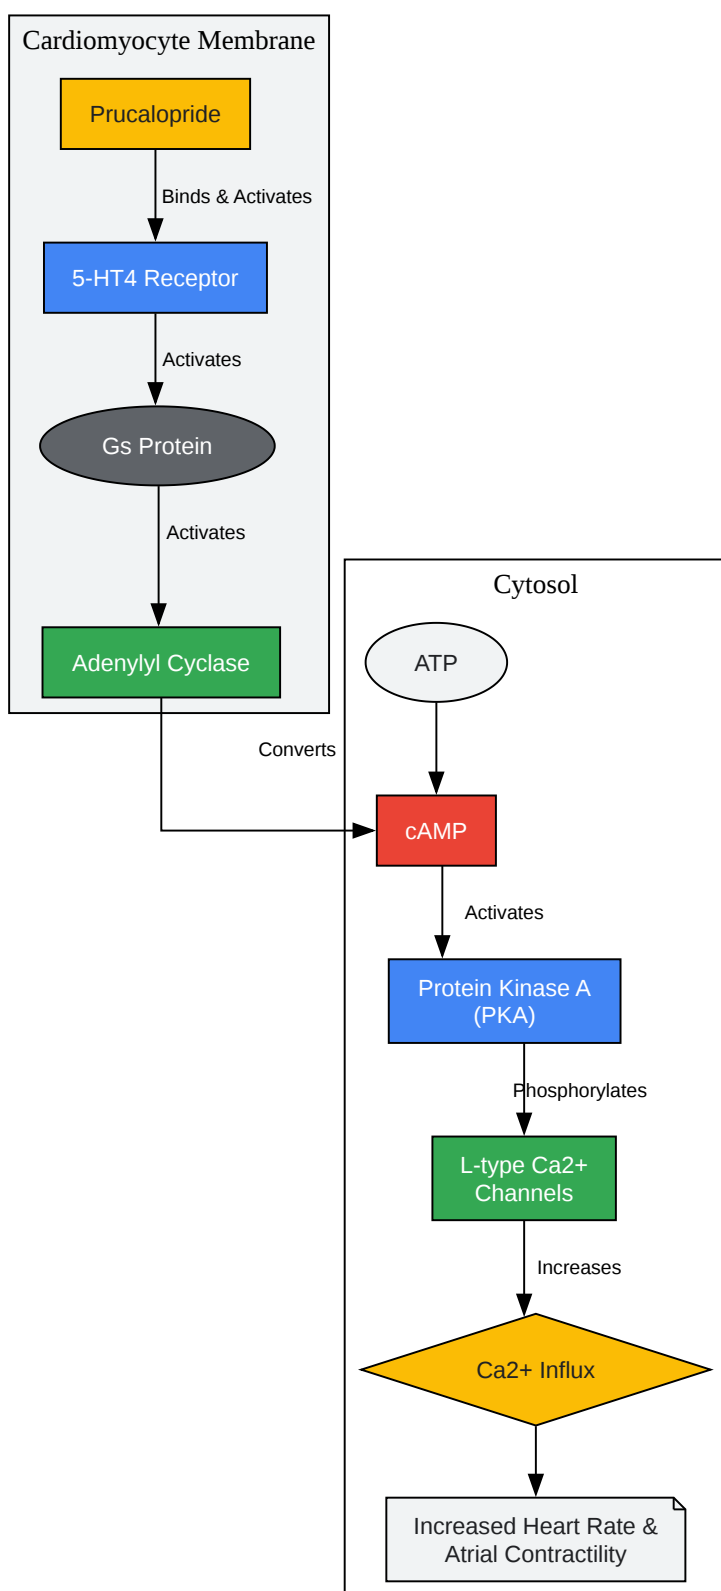 Cardiomyocyte Membrane
Prucalopride
Binds & Activates
5-HT4 Receptor
Activates
Gs Protein
Activates
Adenylyl Cyclase
Converts
Cytosol
ATP
cAMP
Activates
Protein Kinase A
(PKA)
Phosphorylates
L-type Ca2+
Channels
Increases
Ca2+ Influx
Increased Heart Rate &
Atrial Contractility